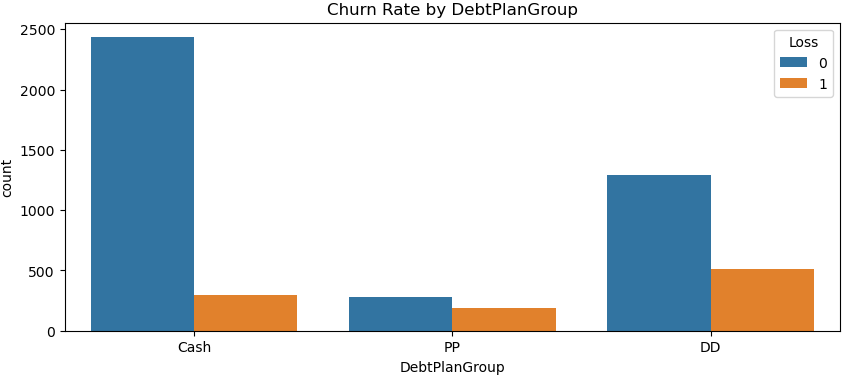 Churn Rate by DebtPlanGroup
Loss
0
1
2500
2000
1500
1000
500
0
count
Cash
PP
DD
DebtPlanGroup